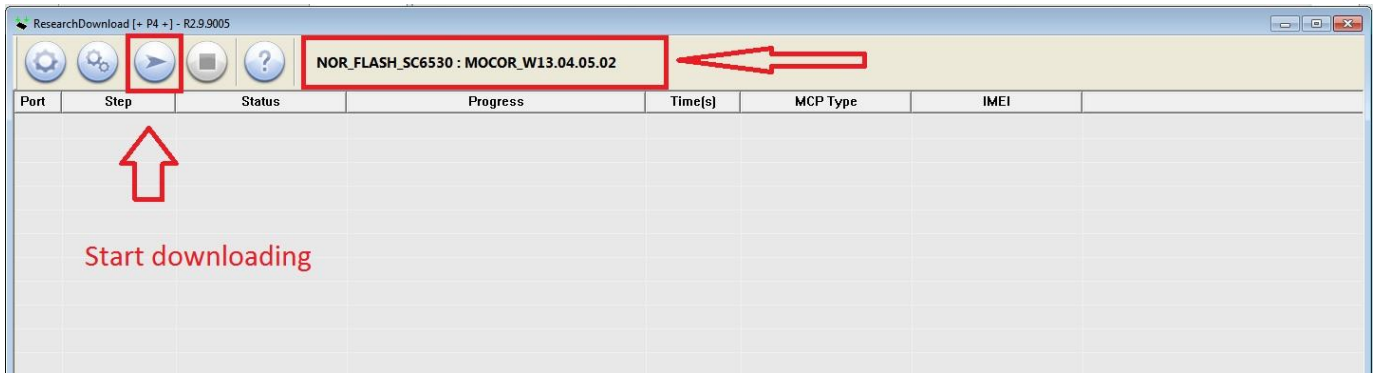 ResearchDownload [+ P4 +] - R2.9.9005
NOR_FLASH_SC6530 : MOCOR_W13.04.05.02
Port Step Status Progress Time(s) MCP Type IMEI
Start downloading